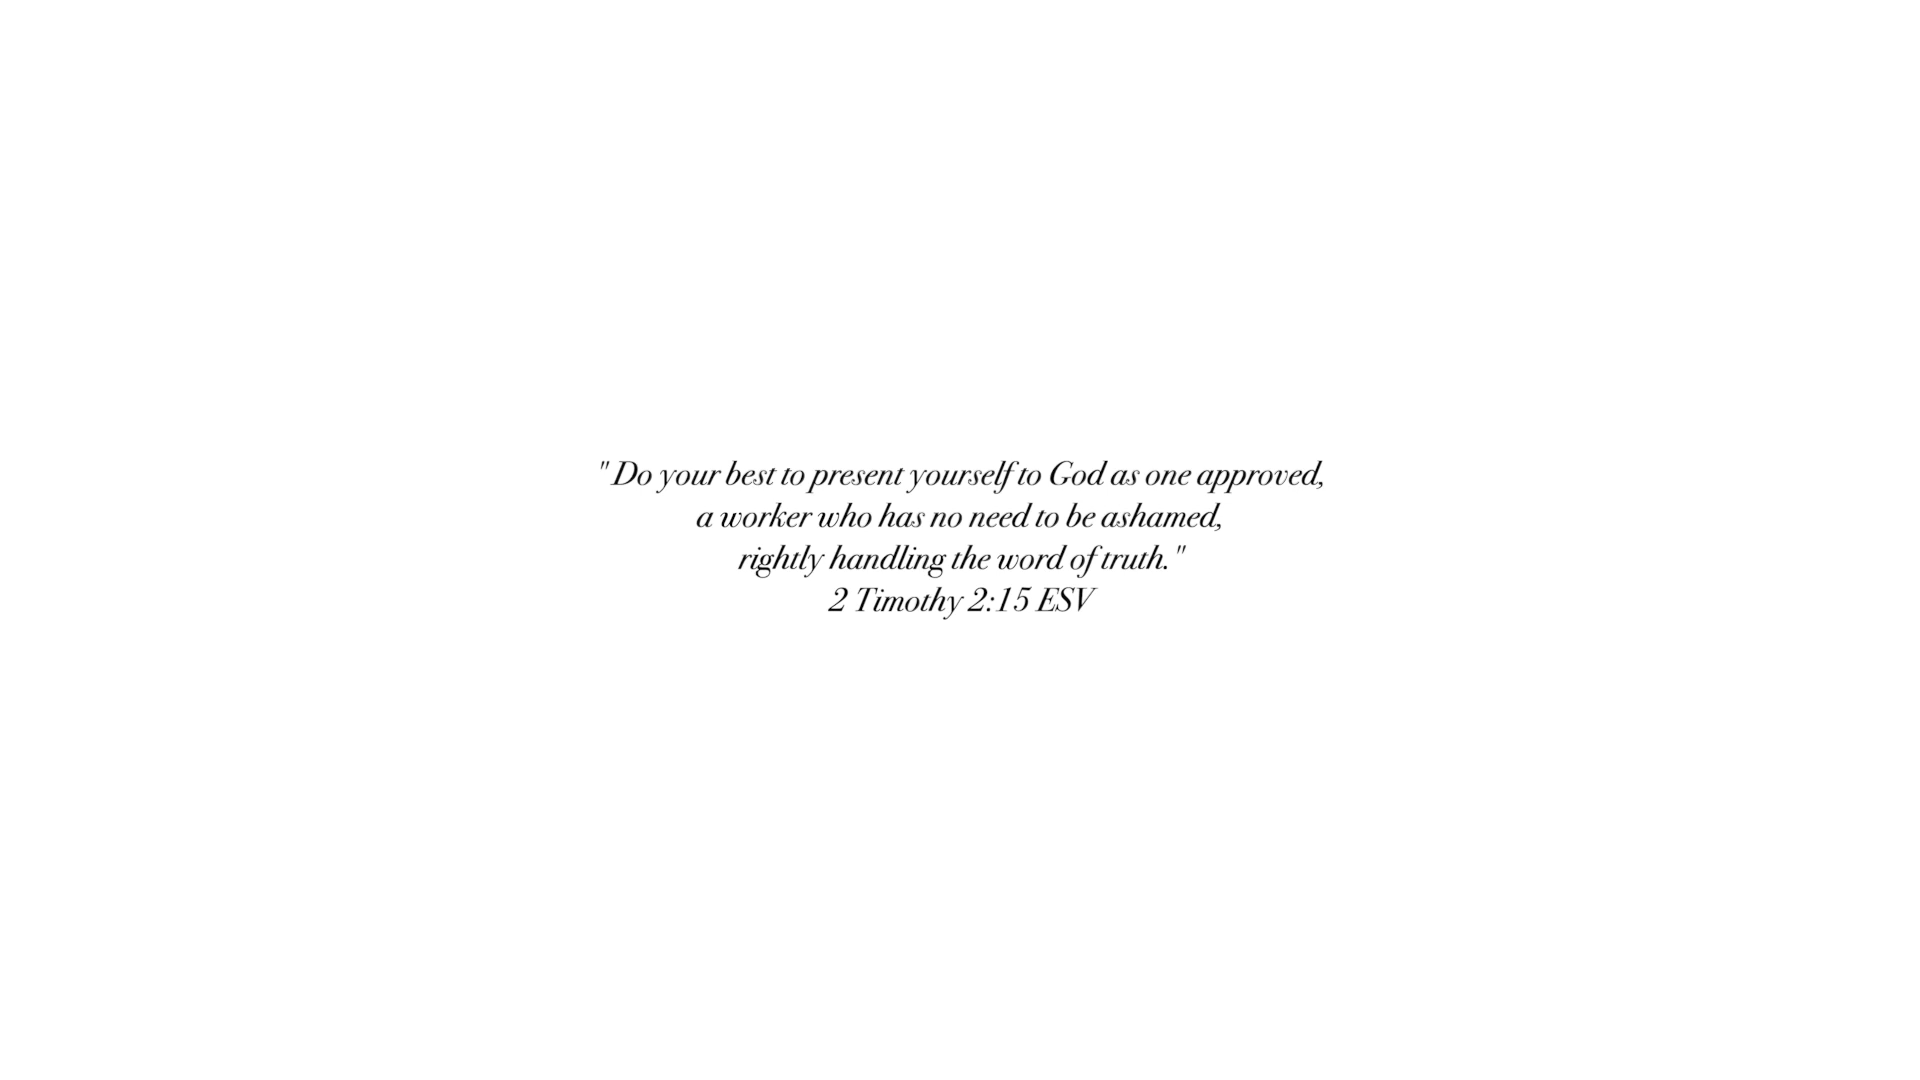 "Do your best to present yourself to God as one approved,
a worker who has no need to be ashamed,
rightly handling the word of truth."
2 Timothy 2:15 ESV